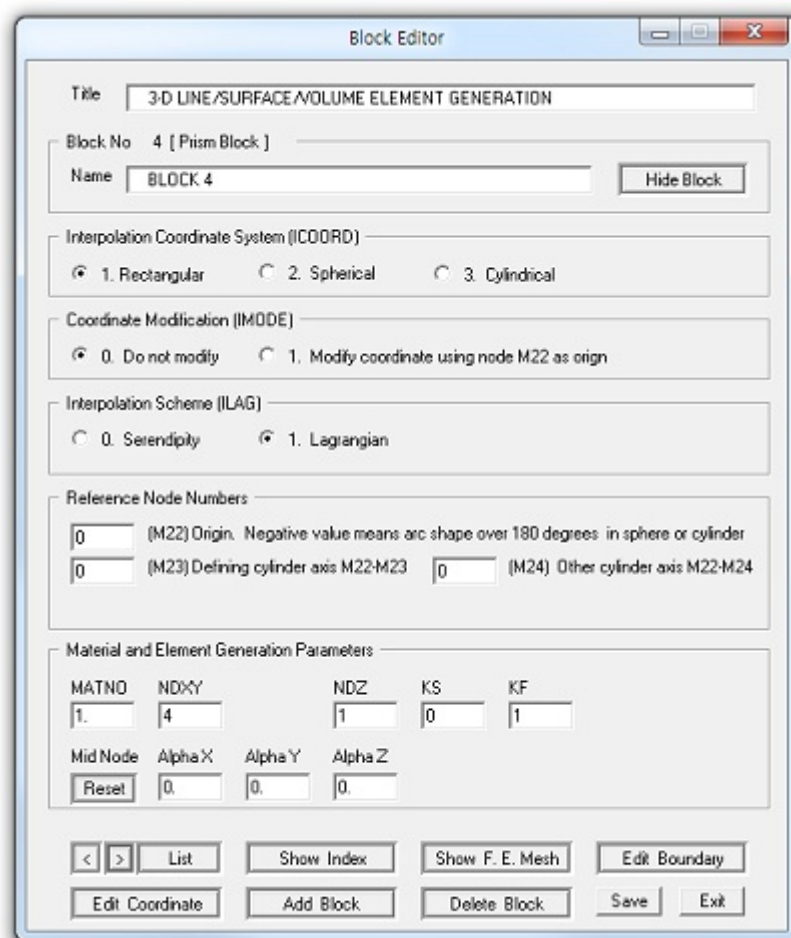 Block Editor
Title 3-D LINE/SURFACE/VOLUME ELEMENT GENERATION
Block No 4 [ Prism Block ]
Name BLOCK 4 Hide Block
Interpolation Coordinate System (ICOORD)
1. Rectangular 2. Spherical 3. Cylindrical
Coordinate Modification (IMODE)
0. Do not modify 1. Modify coordinate using node M22 as orign
Interpolation Scheme (ILAG)
0. Serendipity 1. Lagrangian
Reference Node Numbers
0 (M22) Origin. Negative value means arc shape over 180 degrees in sphere or cylinder
0 (M23) Defining cylinder axis M22-M23 0 (M24) Other cylinder axis M22-M24
Material and Element Generation Parameters
MATNO NDXY NDZ KS KF
1. 4 1 0 1
Mid Node Alpha X Alpha Y Alpha Z
Reset 0. 0. 0.
< > List Show Index Show F. E. Mesh Edit Boundary
Edit Coordinate Add Block Delete Block Save Exit